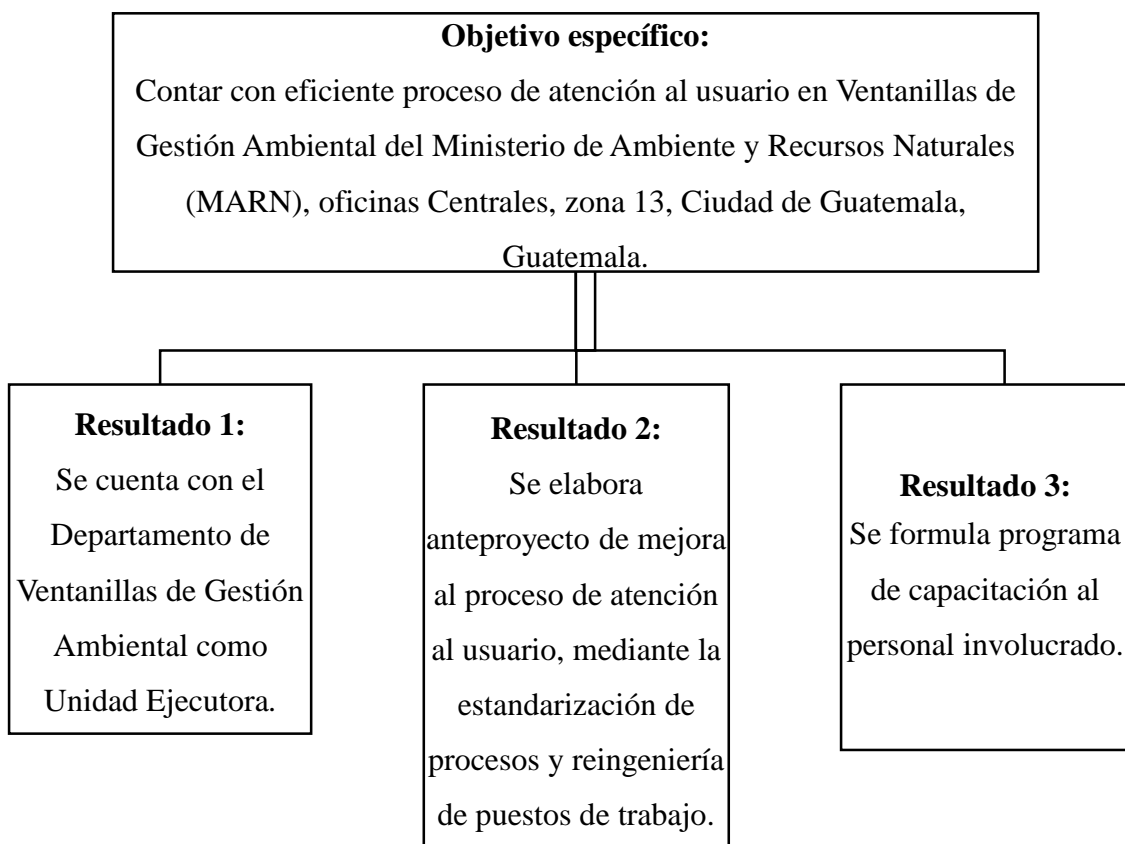 Objetivo específico:
Contar con eficiente proceso de atención al usuario en Ventanillas de
Gestión Ambiental del Ministerio de Ambiente y Recursos Naturales
(MARN), oficinas Centrales, zona 13, Ciudad de Guatemala,
Guatemala.
Resultado 1:
Se cuenta con el
Departamento de
Ventanillas de Gestión
Ambiental como
Unidad Ejecutora.
Resultado 2:
Se elabora
anteproyecto de mejora
al proceso de atención
al usuario, mediante la
estandarización de
procesos y reingeniería
de puestos de trabajo.
Resultado 3:
Se formula programa
de capacitación al
personal involucrado.